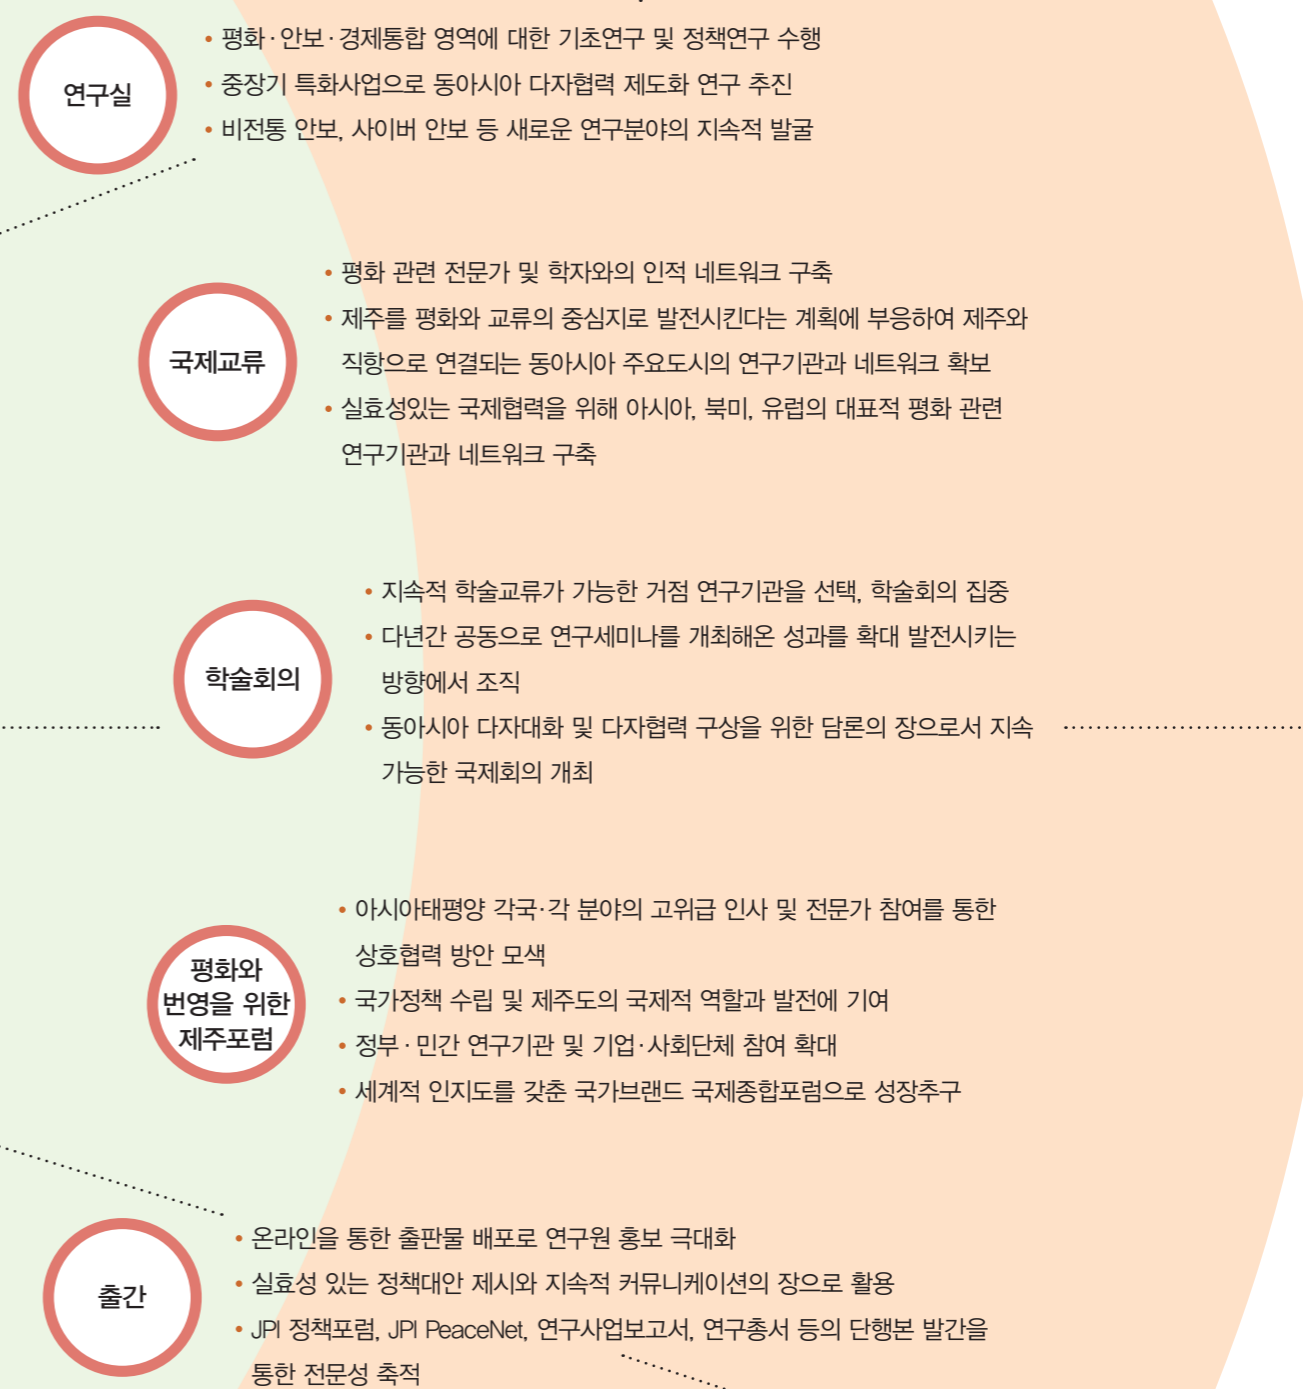 연구실
• 평화·안보·경제통합 영역에 대한 기초연구 및 정책연구 수행
• 중장기 특화사업으로 동아시아 다자협력 제도화 연구 추진
• 비전통 안보, 사이버 안보 등 새로운 연구분야의 지속적 발굴
국제교류
• 평화 관련 전문가 및 학자와의 인적 네트워크 구축
• 제주를 평화와 교류의 중심지로 발전시킨다는 계획에 부응하여 제주와
직항으로 연결되는 동아시아 주요도시의 연구기관과 네트워크 확보
• 실효성있는 국제협력을 위해 아시아, 북미, 유럽의 대표적 평화 관련
연구기관과 네트워크 구축
학술회의
• 지속적 학술교류가 가능한 거점 연구기관을 선택, 학술회의 집중
• 다년간 공동으로 연구세미나를 개최해온 성과를 확대 발전시키는
방향에서 조직
• 동아시아 다자대화 및 다자협력 구상을 위한 담론의 장으로서 지속
가능한 국제회의 개최
평화와
번영을 위한
제주포럼
• 아시아태평양 각국·각 분야의 고위급 인사 및 전문가 참여를 통한
상호협력 방안 모색
• 국가정책 수립 및 제주도의 국제적 역할과 발전에 기여
• 정부·민간 연구기관 및 기업·사회단체 참여 확대
• 세계적 인지도를 갖춘 국가브랜드 국제종합포럼으로 성장추구
출간
• 온라인을 통한 출판물 배포로 연구원 홍보 극대화
• 실효성 있는 정책대안 제시와 지속적 커뮤니케이션의 장으로 활용
• JPI 정책포럼, JPI PeaceNet, 연구사업보고서, 연구총서 등의 단행본 발간을
통한 전문성 축적